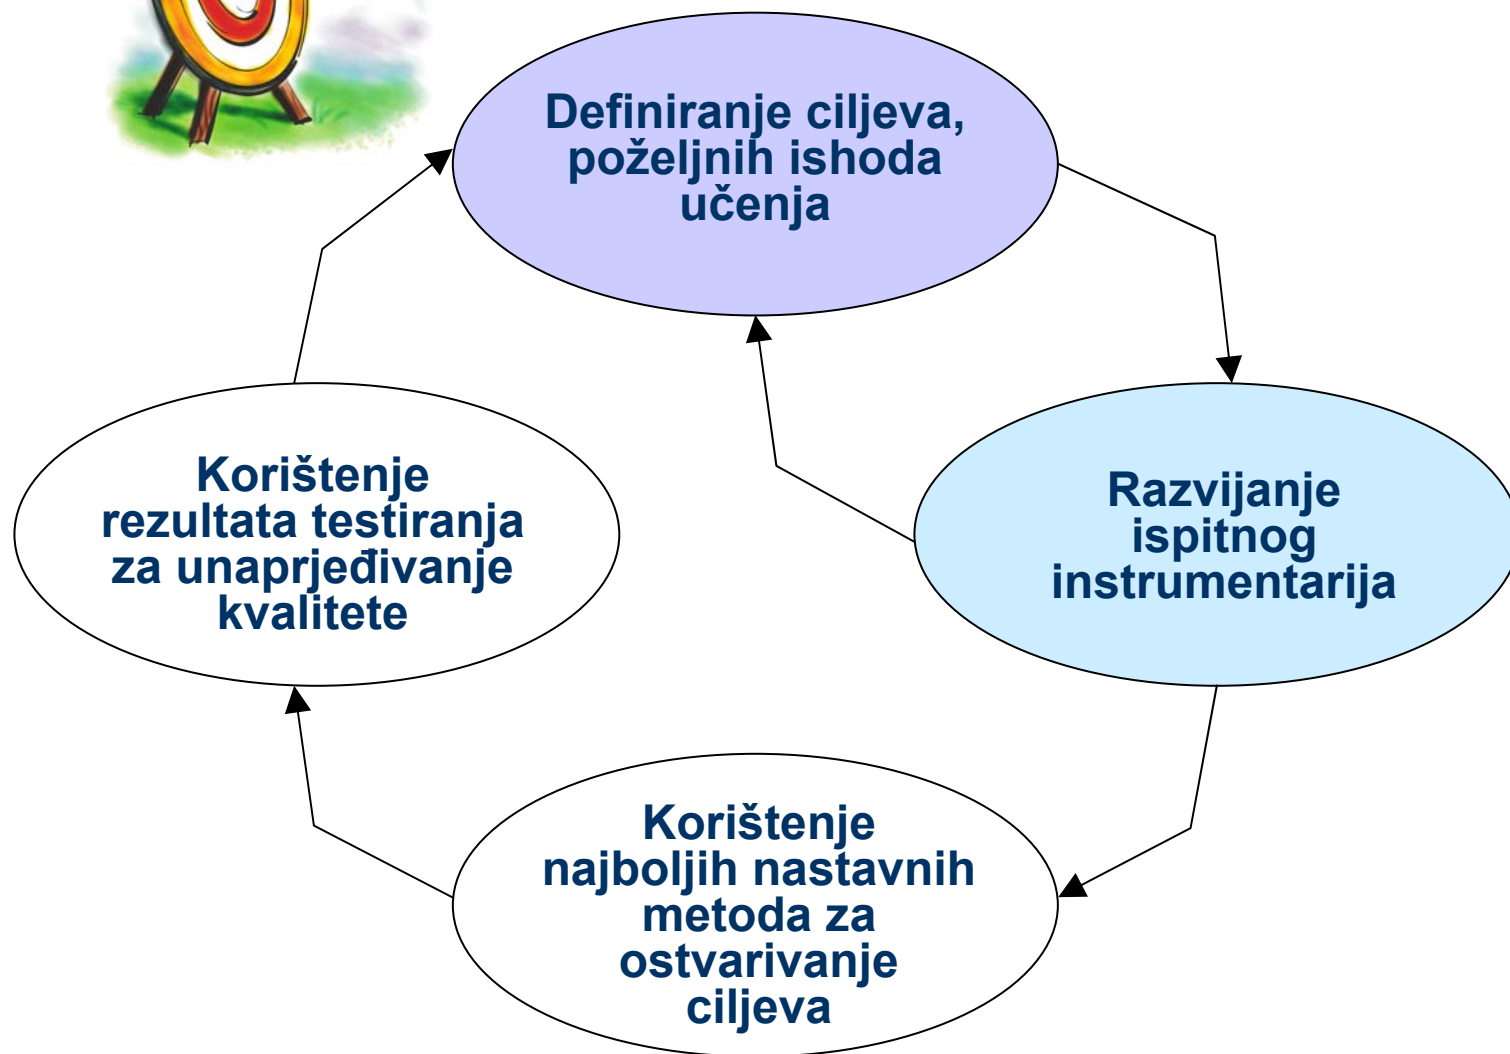 Definiranje ciljeva,
poželjnih ishoda
učenja
Korištenje
rezultata testiranja
za unaprjeđivanje
kvalitete
Razvijanje
ispitnog
instrumentarija
Korištenje
najboljih nastavnih
metoda za
ostvarivanje
ciljeva